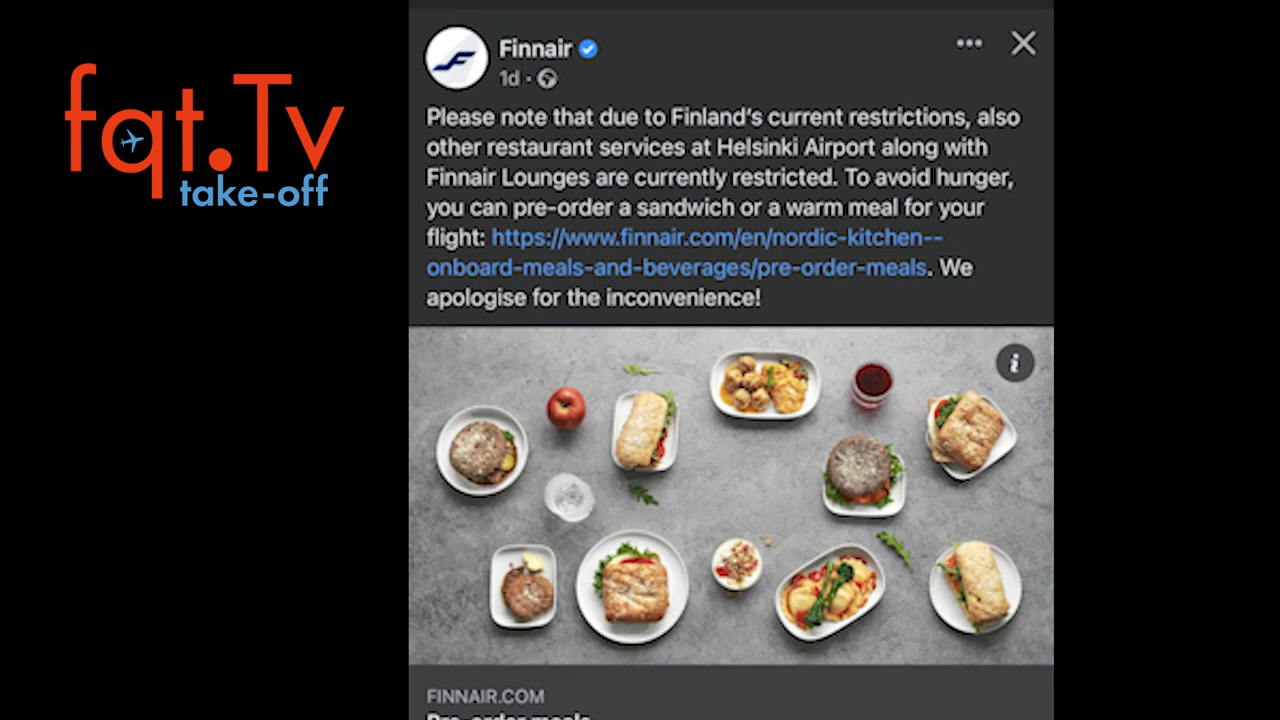 fqt.Tv
take-off
Finnair
1d ·
Please note that due to Finland's current restrictions, also
other restaurant services at Helsinki Airport along with
Finnair Lounges are currently restricted. To avoid hunger,
you can pre-order a sandwich or a warm meal for your
flight: https://www.finnair.com/en/nordic-kitchen--
onboard-meals-and-beverages/pre-order-meals. We
apologise for the inconvenience!
i
FINNAIR.COM
Pre-order meals